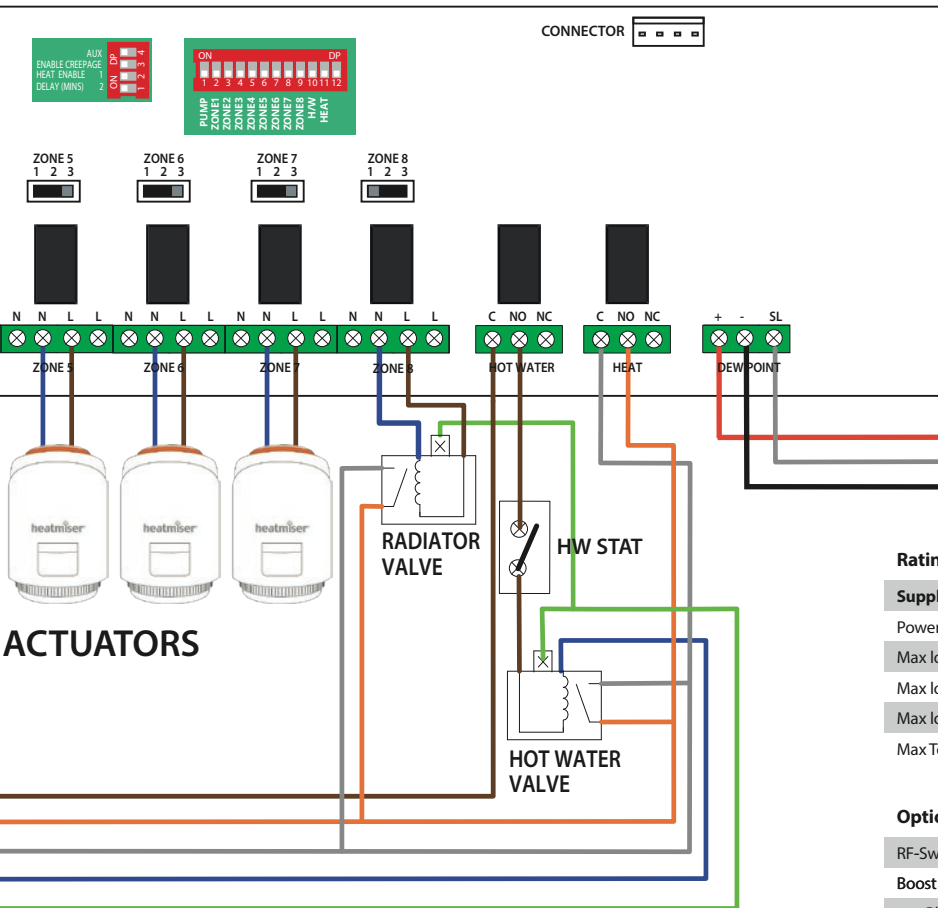 CONNECTOR
AUX
ENABLE CREEPAGE
HEAT ENABLE 1
DELAY (MINS) 2
ON DP
1 2 3 4
ON DP
1 2 3 4 5 6 7 8 9 10 11 12
PUMP
ZONE1
ZONE2
ZONE3
ZONE4
ZONE5
ZONE6
ZONE7
ZONE8
H/W
HEAT
ZONE 5
1 2 3
ZONE 6
1 2 3
ZONE 7
1 2 3
ZONE 8
1 2 3
N N L L
N N L L
N N L L
N N L L
C NO NC
C NO NC
+ - SL
ZONE 5
ZONE 6
ZONE 7
ZONE 8
HOT WATER
HEAT
DEW POINT
heatmiser
heatmiser
heatmiser
RADIATOR
VALVE
HW STAT
ACTUATORS
HOT WATER
VALVE
Ratin
Suppl
Power
Max lo
Max lo
Max lo
Max Te
Optio
RF-Sw
Boost